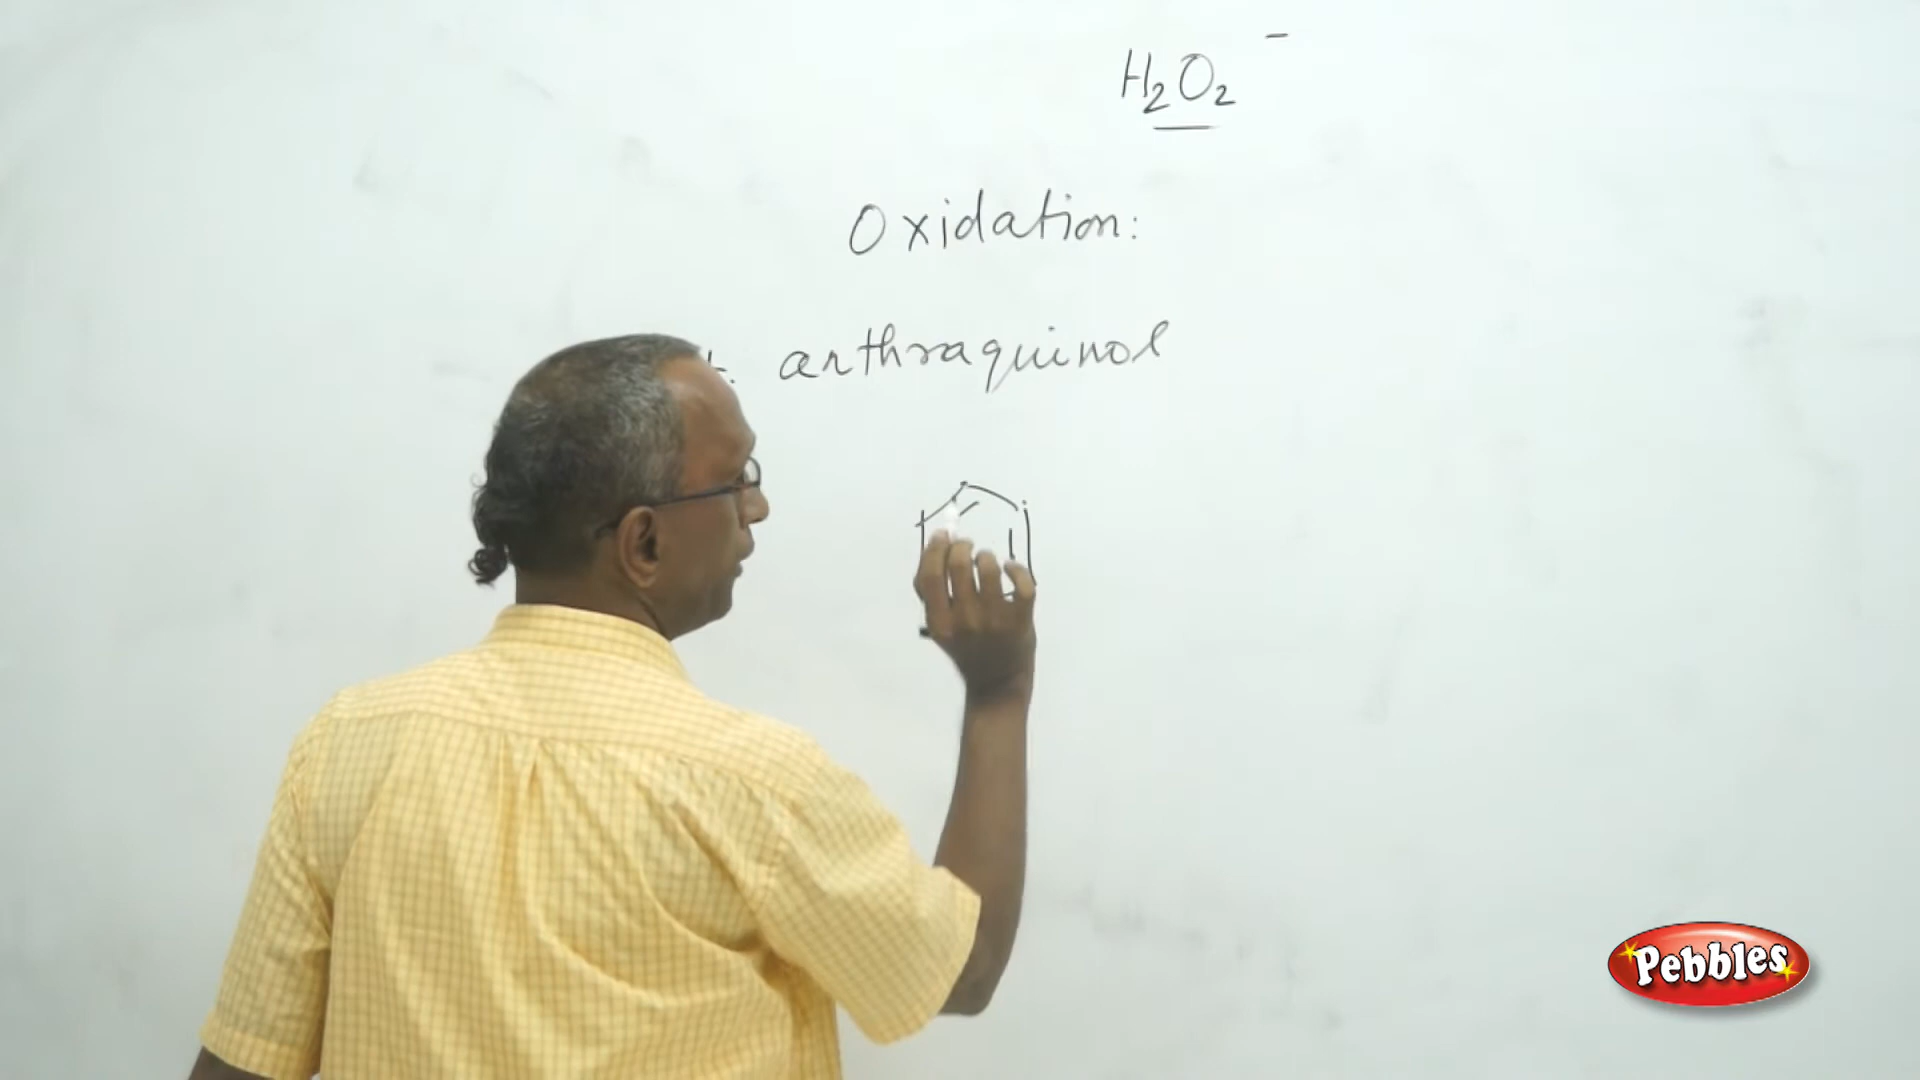 H₂O₂ -
Oxidation:
arthraquinol
Pebbles